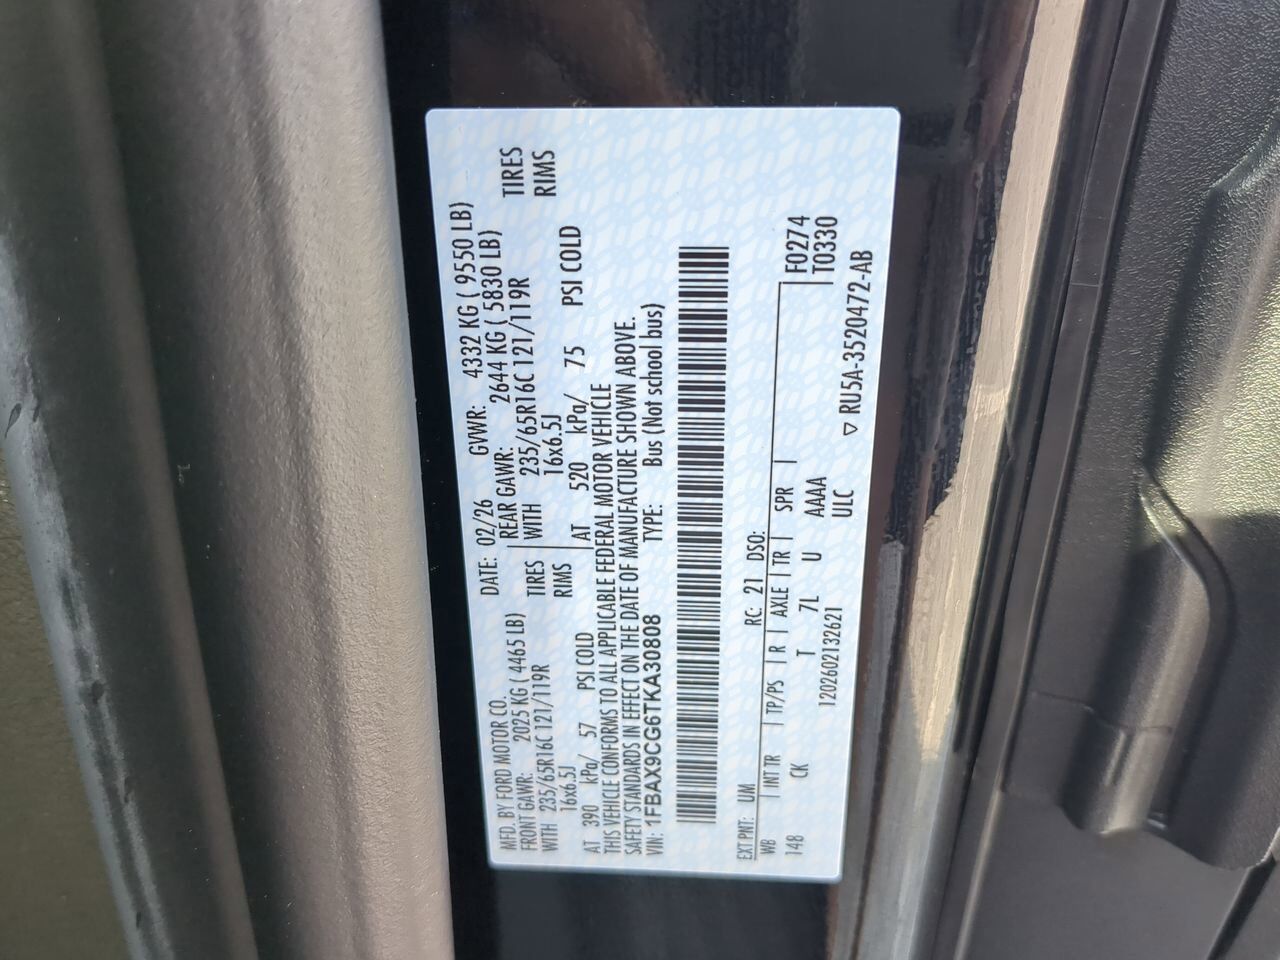 MFD. BY FORD MOTOR CO. DATE: 02/26 GVWR: 4332 KG ( 9550 LB)
FRONT GAWR: 2025 KG ( 4465 LB) REAR GAWR: 2644 KG ( 5830 LB)
WITH 235/65R16C 121/119R TIRES WITH 235/65R16C 121/119R TIRES
16x6.5J RIMS 16x6.5J RIMS
AT 390 kPa/ 57 PSI COLD AT 520 kPa/ 75 PSI COLD
THIS VEHICLE CONFORMS TO ALL APPLICABLE FEDERAL MOTOR VEHICLE
SAFETY STANDARDS IN EFFECT ON THE DATE OF MANUFACTURE SHOWN ABOVE.
VIN: 1FBAX9CG6TKA30808 TYPE: Bus (Not school bus)
EXT PNT: UM RC: 21 DSO:
WB INT TR TP/PS R AXLE TR SPR F0274
148 CK T 7L U AAAA T0330
1202602132621 ULC
▽ RU5A-3520472-AB